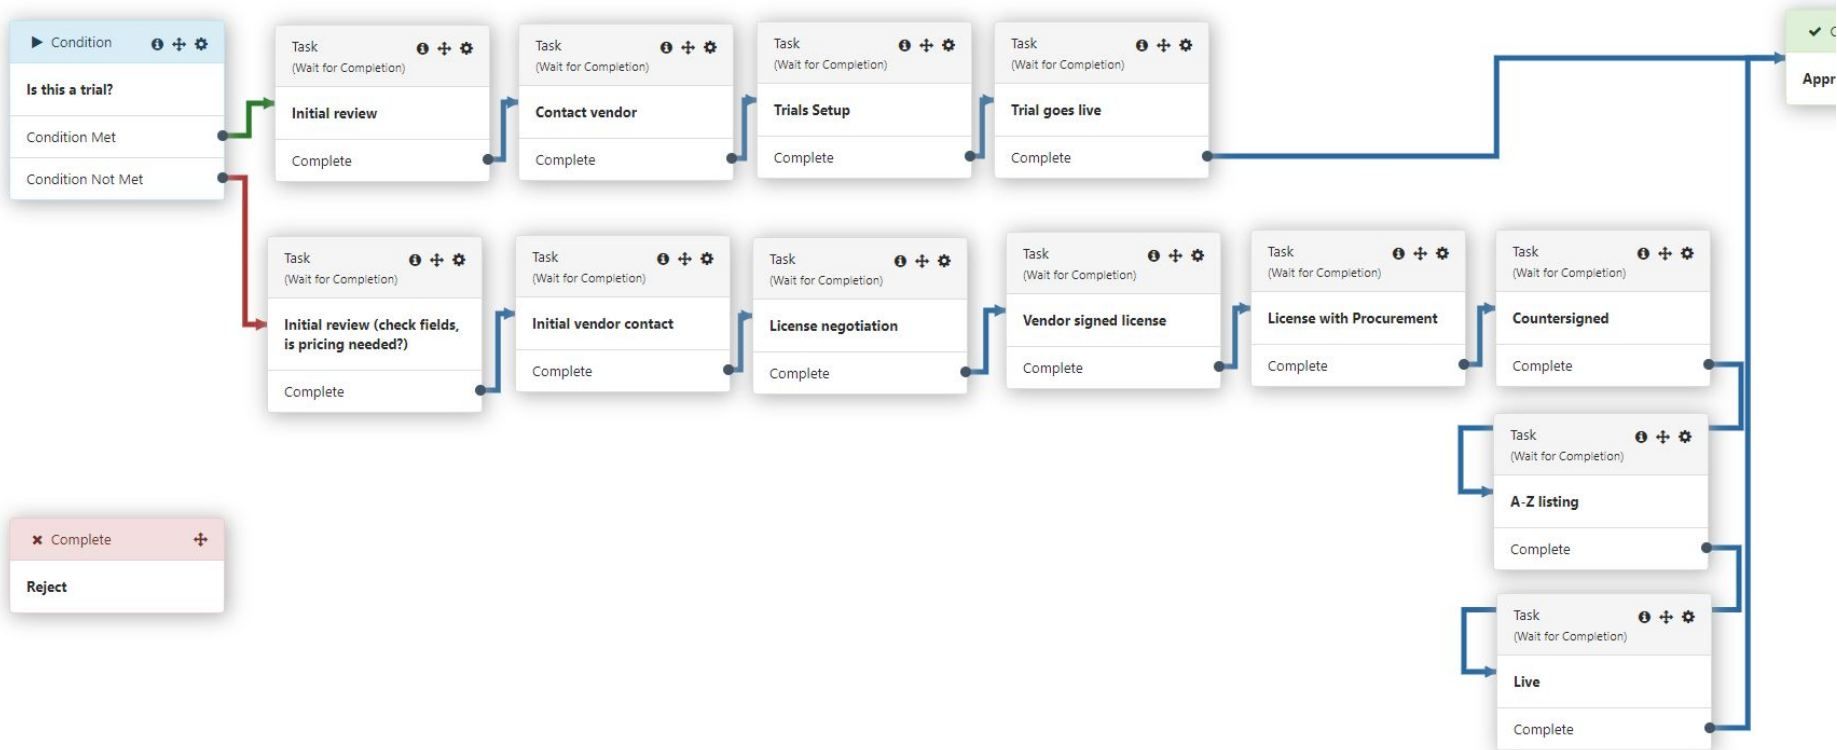 Condition
Is this a trial?
Condition Met
Condition Not Met
Task
(Wait for Completion)
Initial review
Complete
Task
(Wait for Completion)
Contact vendor
Complete
Task
(Wait for Completion)
Trials Setup
Complete
Task
(Wait for Completion)
Trial goes live
Complete
Task
(Wait for Completion)
Initial review (check fields,
is pricing needed?)
Complete
Task
(Wait for Completion)
Initial vendor contact
Complete
Task
(Wait for Completion)
License negotiation
Complete
Task
(Wait for Completion)
Vendor signed license
Complete
Task
(Wait for Completion)
License with Procurement
Complete
Task
(Wait for Completion)
Countersigned
Complete
Task
(Wait for Completion)
A-Z listing
Complete
Task
(Wait for Completion)
Live
Complete
Complete
Reject